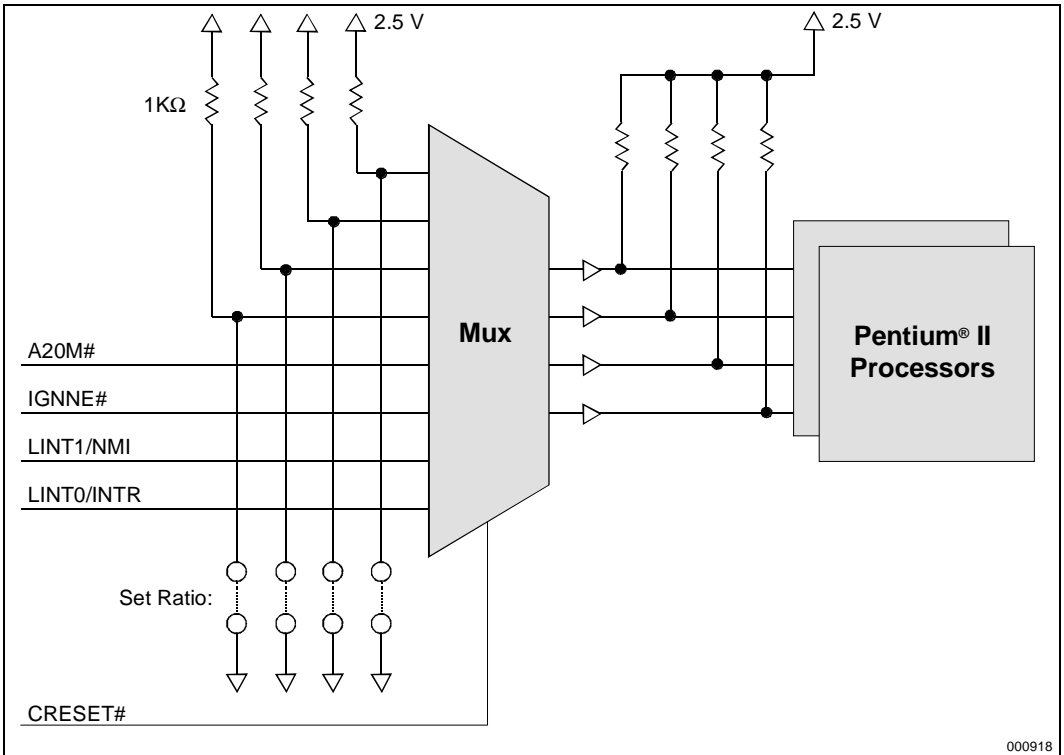 2.5 V
2.5 V
1KΩ
Mux
Pentium® II
Processors
A20M#
IGNNE#
LINT1/NMI
LINT0/INTR
Set Ratio:
CRESET#
000918